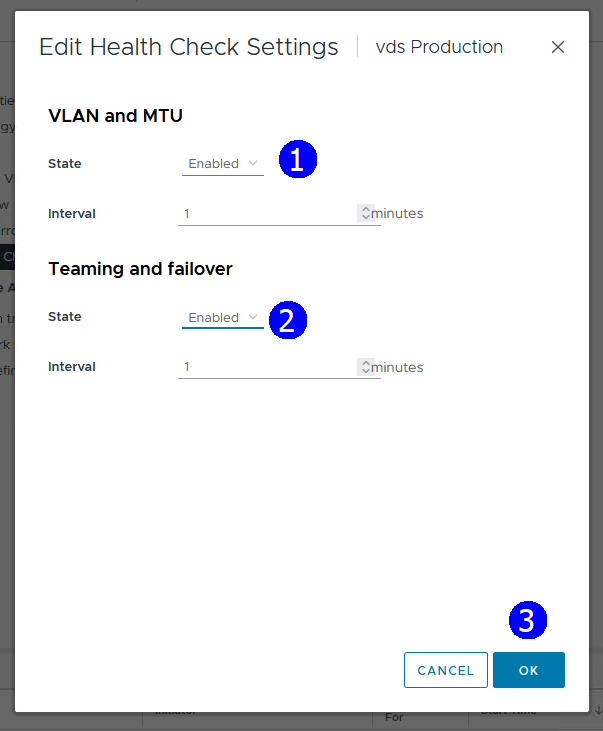 Edit Health Check Settings vds Production
VLAN and MTU
State Enabled 1
Interval 1 minutes
Teaming and failover
State Enabled 2
Interval 1 minutes
3
CANCEL OK
For